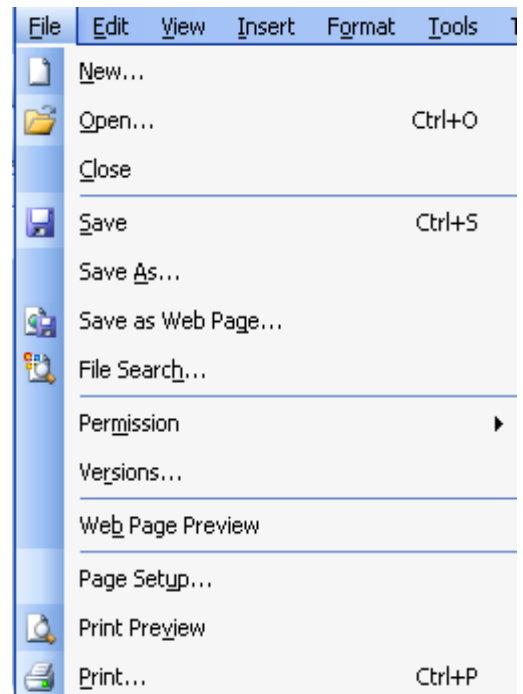 File Edit View Insert Format Tools T
New...
Open... Ctrl+O
Close
Save Ctrl+S
Save As...
Save as Web Page...
File Search...
Permission
Versions...
Web Page Preview
Page Setup...
Print Preview
Print... Ctrl+P